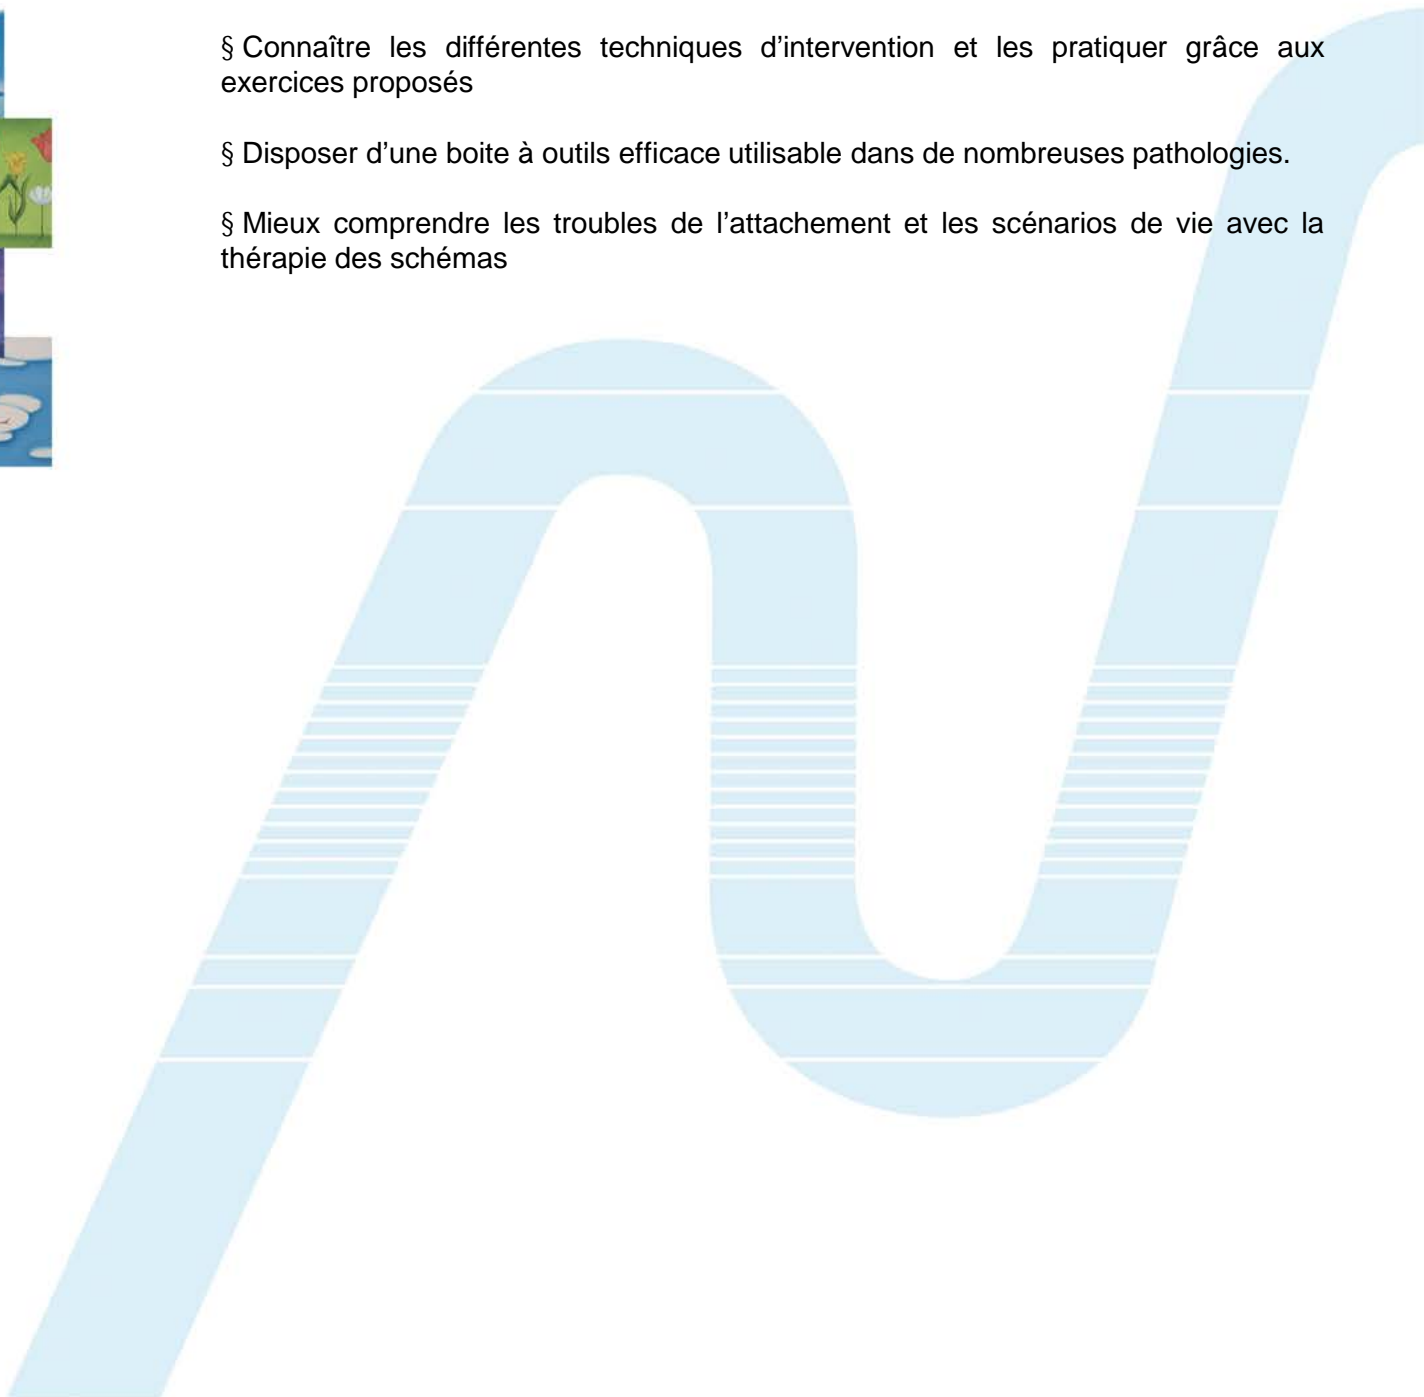 § Connaître les différentes techniques d’intervention et les pratiquer grâce aux
exercices proposés
§ Disposer d’une boite à outils efficace utilisable dans de nombreuses pathologies.
§ Mieux comprendre les troubles de l’attachement et les scénarios de vie avec la
thérapie des schémas